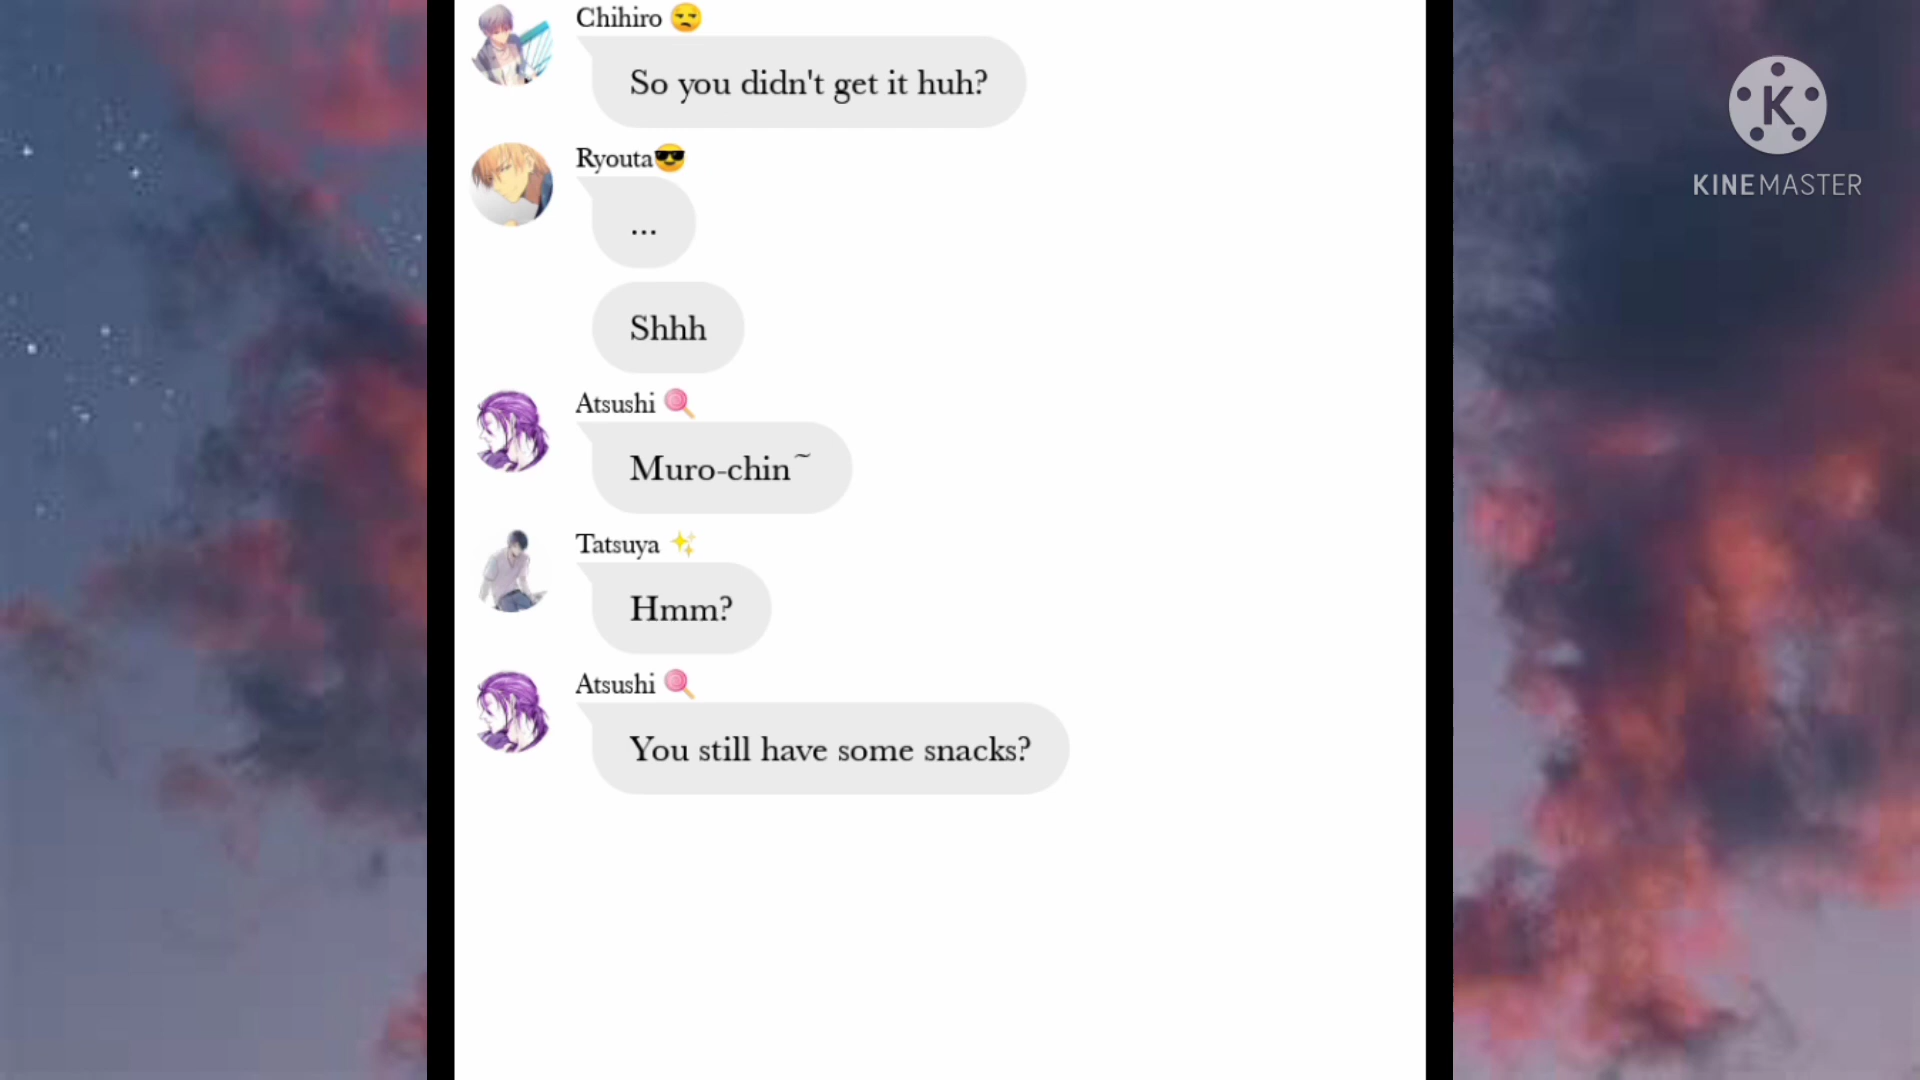 Chihiro 😒
So you didn't get it huh?
Ryouta😎
...
Shhh
Atsushi 🍭
Muro-chin~
Tatsuya ✨
Hmm?
Atsushi 🍭
You still have some snacks?
K
KINEMASTER